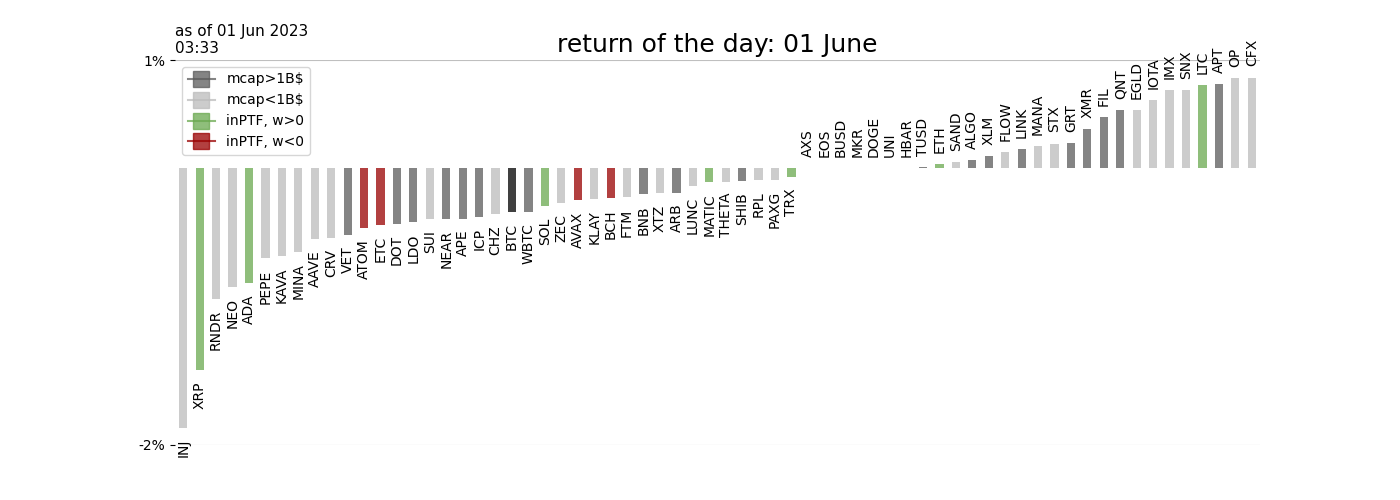 as of 01 Jun 2023
03:33
return of the day: 01 June
1%
mcap>1B$
mcap<1B$
inPTF, w>0
inPTF, w<0
-2%
INJ
XRP
RNDR
NEO
ADA
PEPE
KAVA
MINA
AAVE
CRV
VET
ATOM
ETC
DOT
LDO
SUI
NEAR
APE
ICP
CHZ
BTC
WBTC
SOL
ZEC
AVAX
KLAY
BCH
FTM
BNB
XTZ
ARB
LUNC
MATIC
THETA
SHIB
RPL
PAXG
TRX
AXS
EOS
BUSD
MKR
DOGE
UNI
HBAR
TUSD
ETH
SAND
ALGO
XLM
FLOW
LINK
MANA
STX
GRT
XMR
FIL
QNT
EGLD
IOTA
IMX
SNX
LTC
APT
OP
CFX